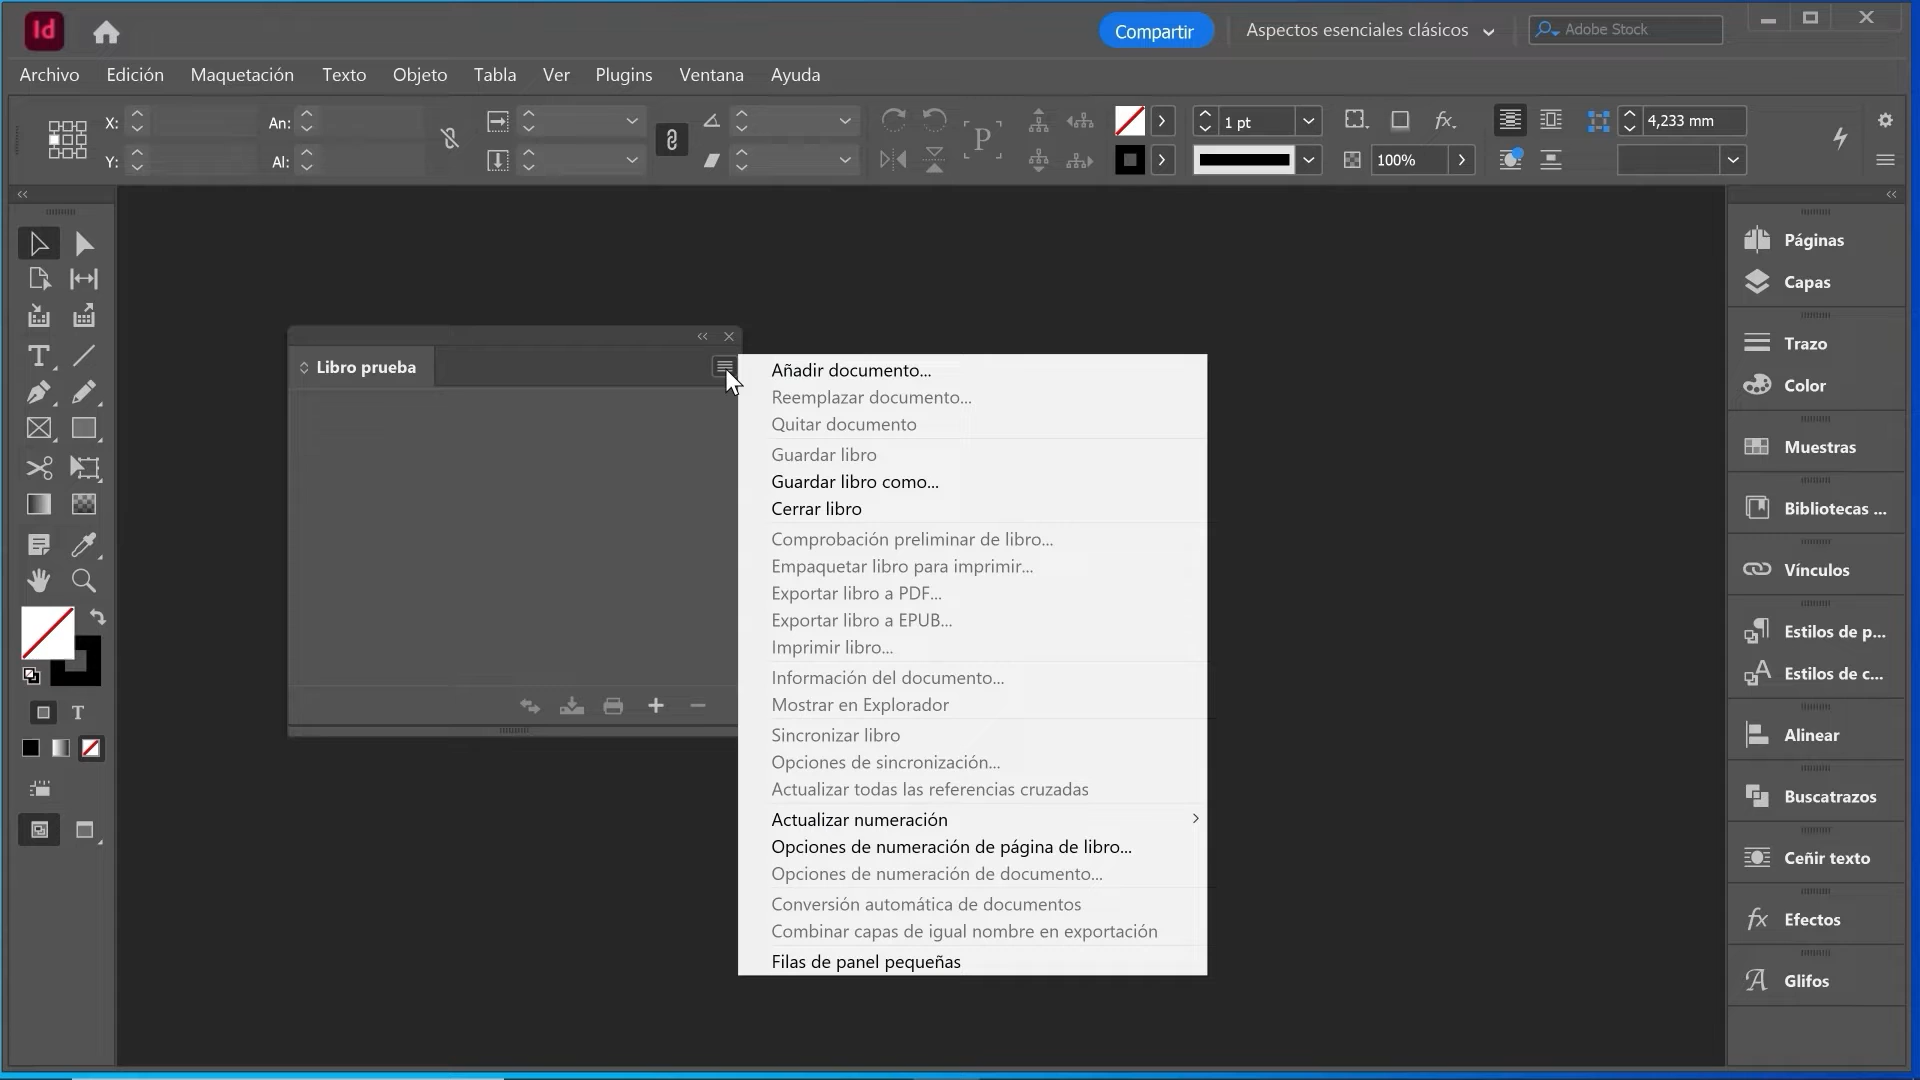 Id
Compartir
Aspectos esenciales clásicos
Adobe Stock
Archivo Edición Maquetación Texto Objeto Tabla Ver Plugins Ventana Ayuda
X: An: 1 pt fx. 4,233 mm
Y: Al: P 100%
Libro prueba
Añadir documento...
Reemplazar documento...
Quitar documento
Guardar libro
Guardar libro como...
Cerrar libro
Comprobación preliminar de libro...
Empaquetar libro para imprimir...
Exportar libro a PDF...
Exportar libro a EPUB...
Imprimir libro...
Información del documento...
Mostrar en Explorador
Sincronizar libro
Opciones de sincronización...
Actualizar todas las referencias cruzadas
Actualizar numeración
Opciones de numeración de página de libro...
Opciones de numeración de documento...
Conversión automática de documentos
Combinar capas de igual nombre en exportación
Filas de panel pequeñas
Páginas
Capas
Trazo
Color
Muestras
Bibliotecas ...
Vínculos
Estilos de p...
Estilos de c...
Alinear
Buscatrazos
Ceñir texto
fx Efectos
Glifos